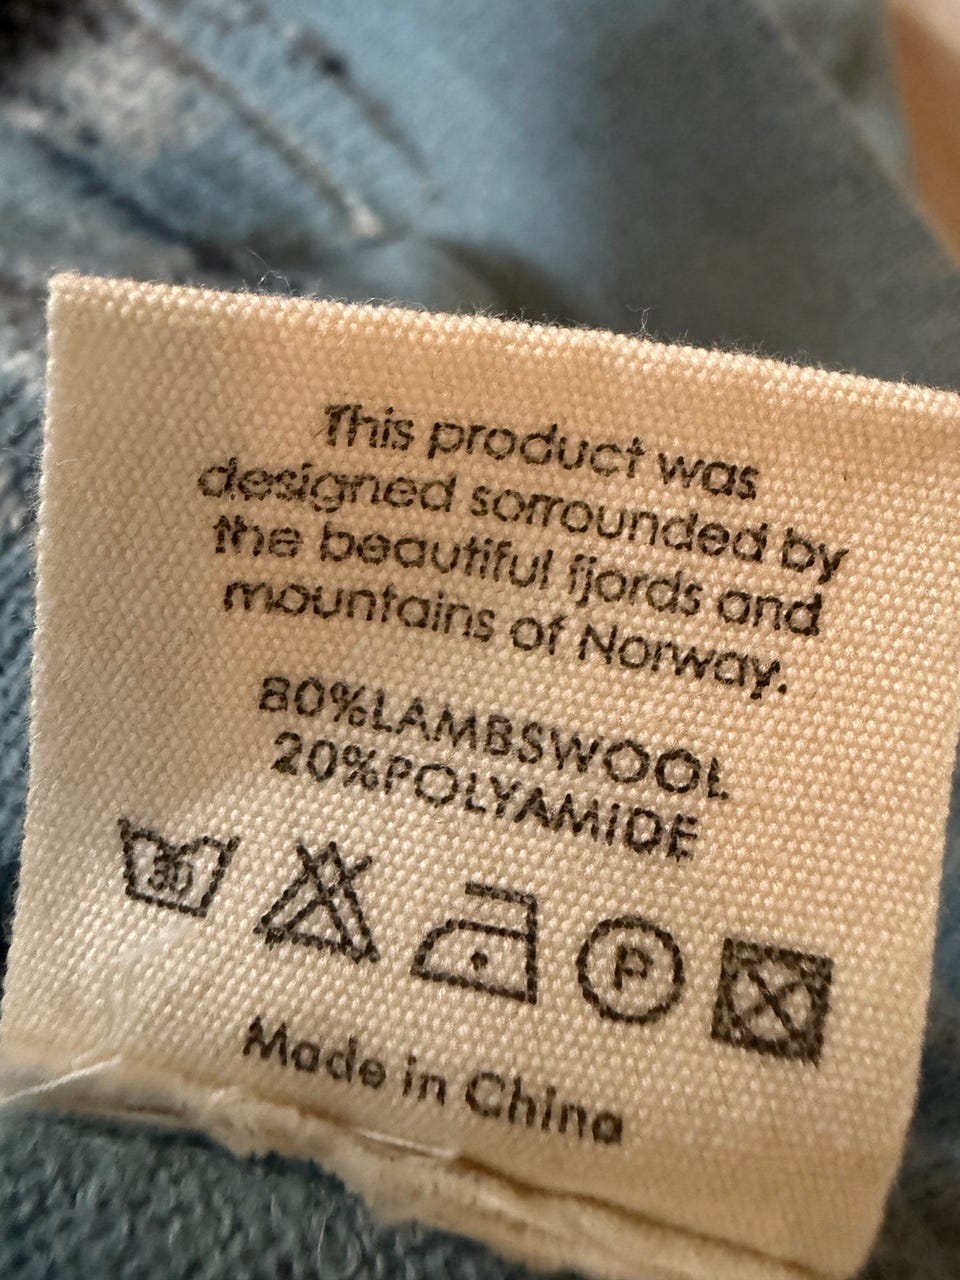 This product was
designed sorrounded by
the beautiful fjords and
mountains of Norway.
80%LAMBSWOOL
20%POLYAMIDE
30
P
Made in China